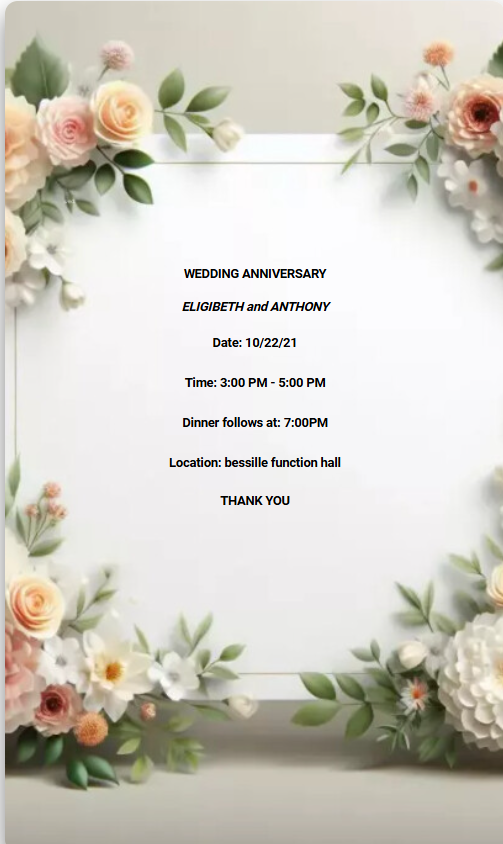 WEDDING ANNIVERSARY
ELIGIBETH and ANTHONY
Date: 10/22/21
Time: 3:00 PM - 5:00 PM
Dinner follows at: 7:00PM
Location: bessille function hall
THANK YOU